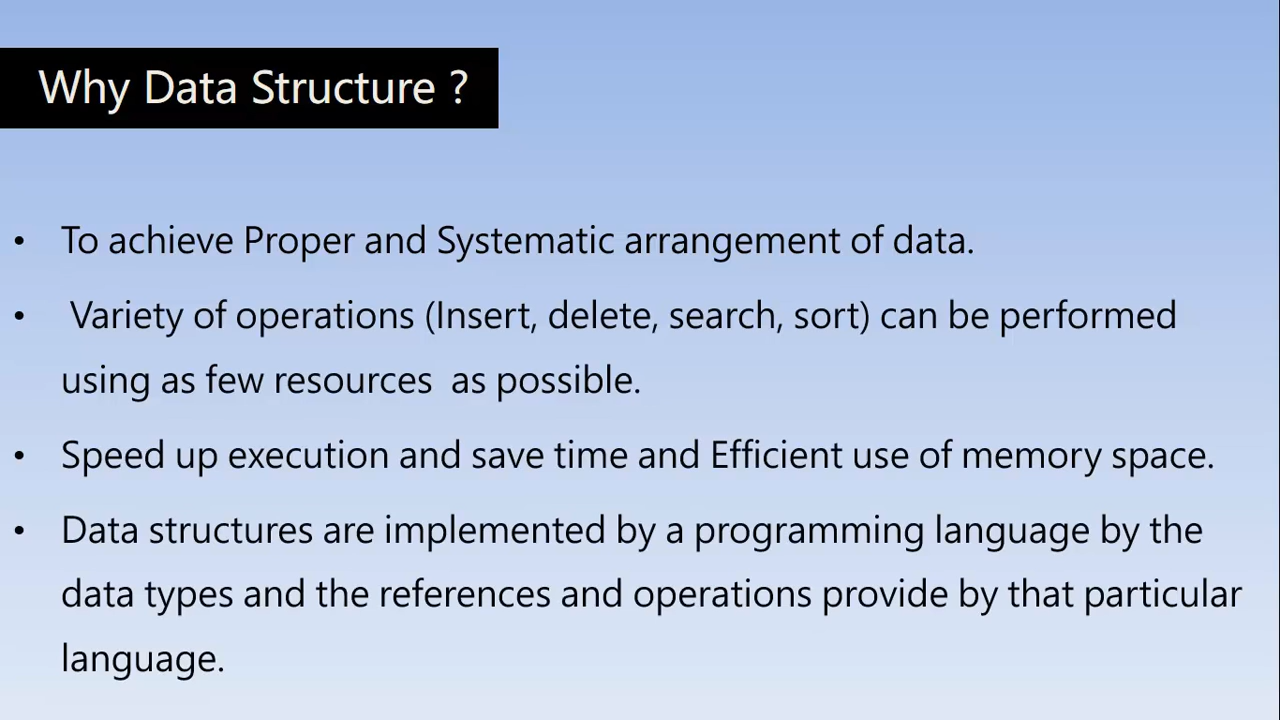 Why Data Structure ?
• To achieve Proper and Systematic arrangement of data.
• Variety of operations (Insert, delete, search, sort) can be performed
using as few resources as possible.
• Speed up execution and save time and Efficient use of memory space.
• Data structures are implemented by a programming language by the
data types and the references and operations provide by that particular
language.